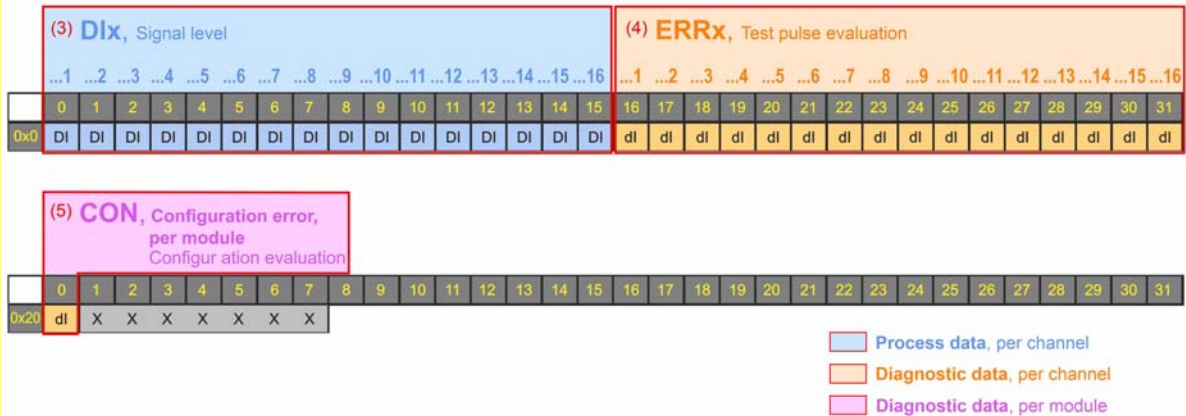 (3) DIx, Signal level
...1 ...2 ...3 ...4 ...5 ...6 ...7 ...8 ...9 ...10 ...11 ...12 ...13 ...14 ...15 ...16
(4) ERRx, Test pulse evaluation
...1 ...2 ...3 ...4 ...5 ...6 ...7 ...8 ...9 ...10 ...11 ...12 ...13 ...14 ...15 ...16
0 1 2 3 4 5 6 7 8 9 10 11 12 13 14 15 16 17 18 19 20 21 22 23 24 25 26 27 28 29 30 31
0x0 DI DI DI DI DI DI DI DI DI DI DI DI DI DI DI DI dI dI dI dI dI dI dI dI dI dI dI dI dI dI dI dI
(5) CON, Configuration error,
per module
Configur ation evaluation
0 1 2 3 4 5 6 7 8 9 10 11 12 13 14 15 16 17 18 19 20 21 22 23 24 25 26 27 28 29 30 31
0x20 dI X X X X X X X
Process data, per channel
Diagnostic data, per channel
Diagnostic data, per module